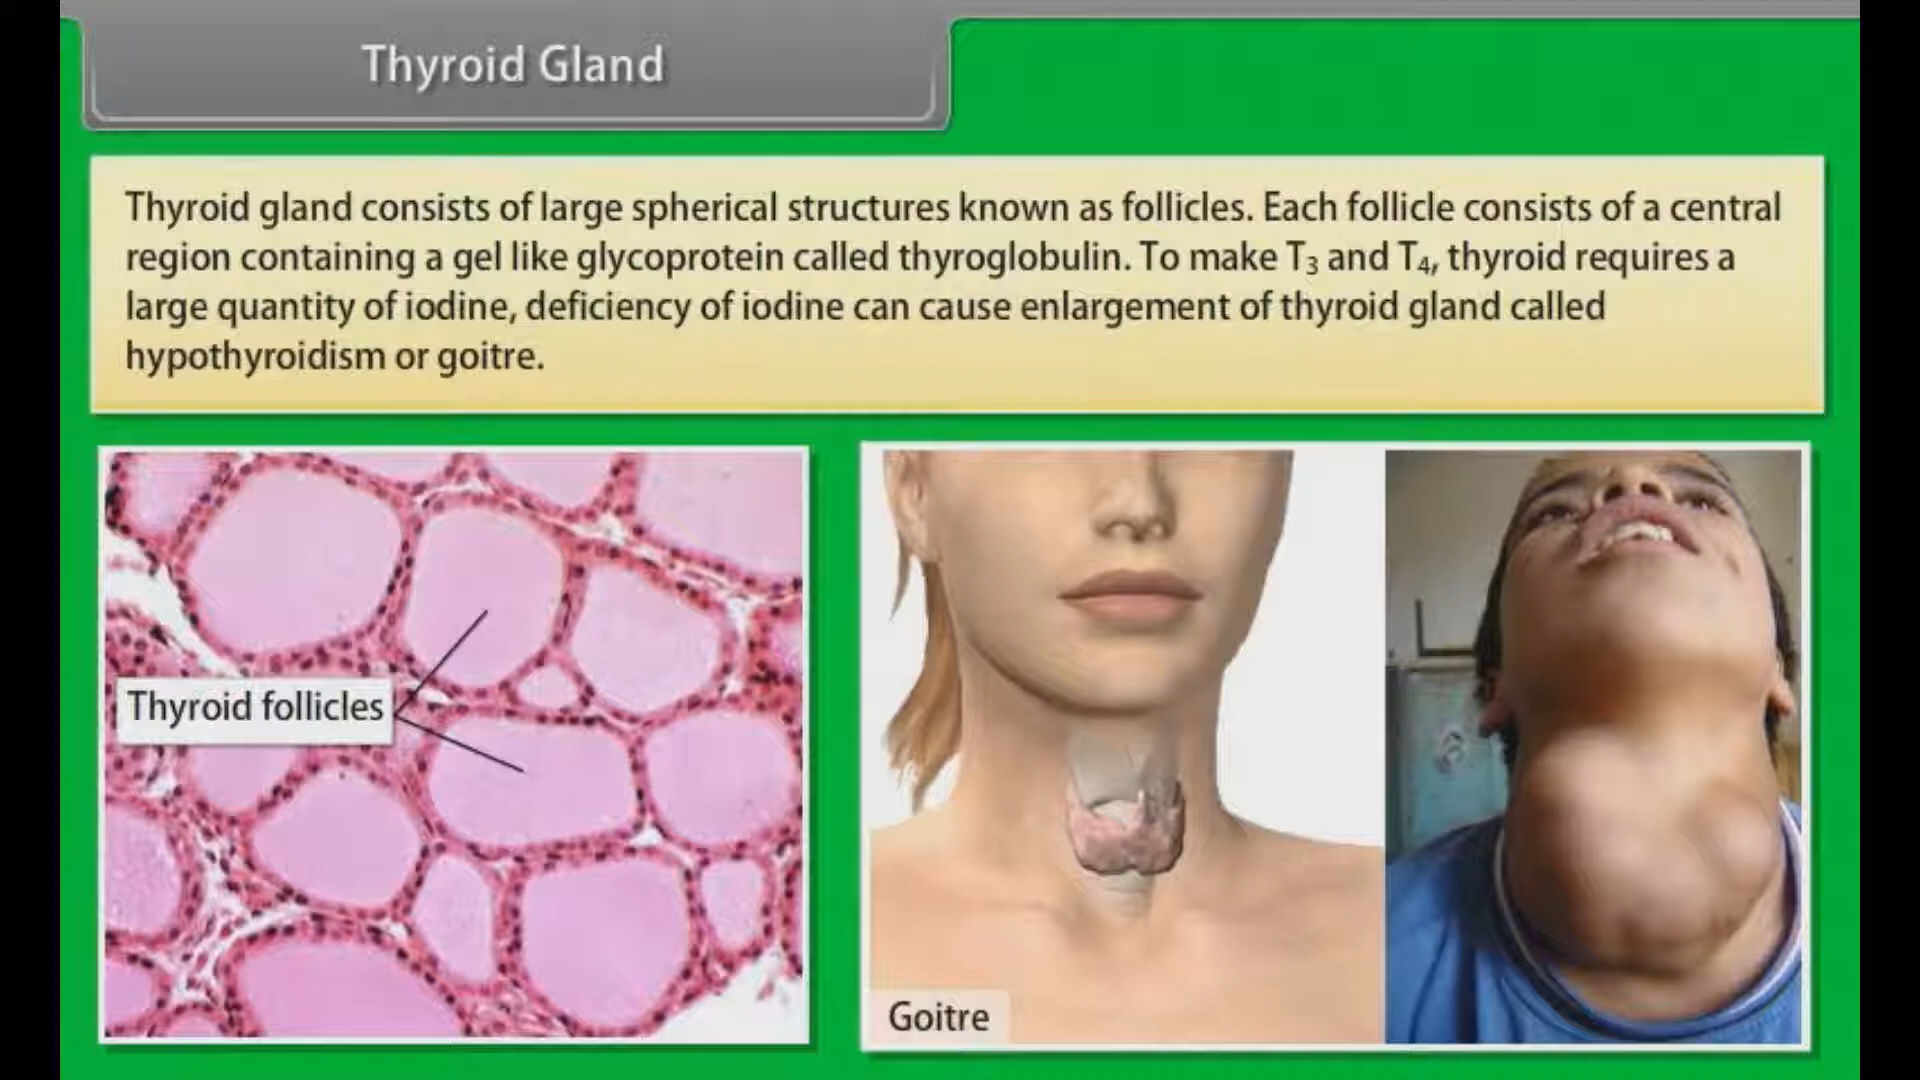 Thyroid Gland
Thyroid gland consists of large spherical structures known as follicles. Each follicle consists of a central
region containing a gel like glycoprotein called thyroglobulin. To make T₃ and T₄, thyroid requires a
large quantity of iodine, deficiency of iodine can cause enlargement of thyroid gland called
hypothyroidism or goitre.
Thyroid follicles
Goitre